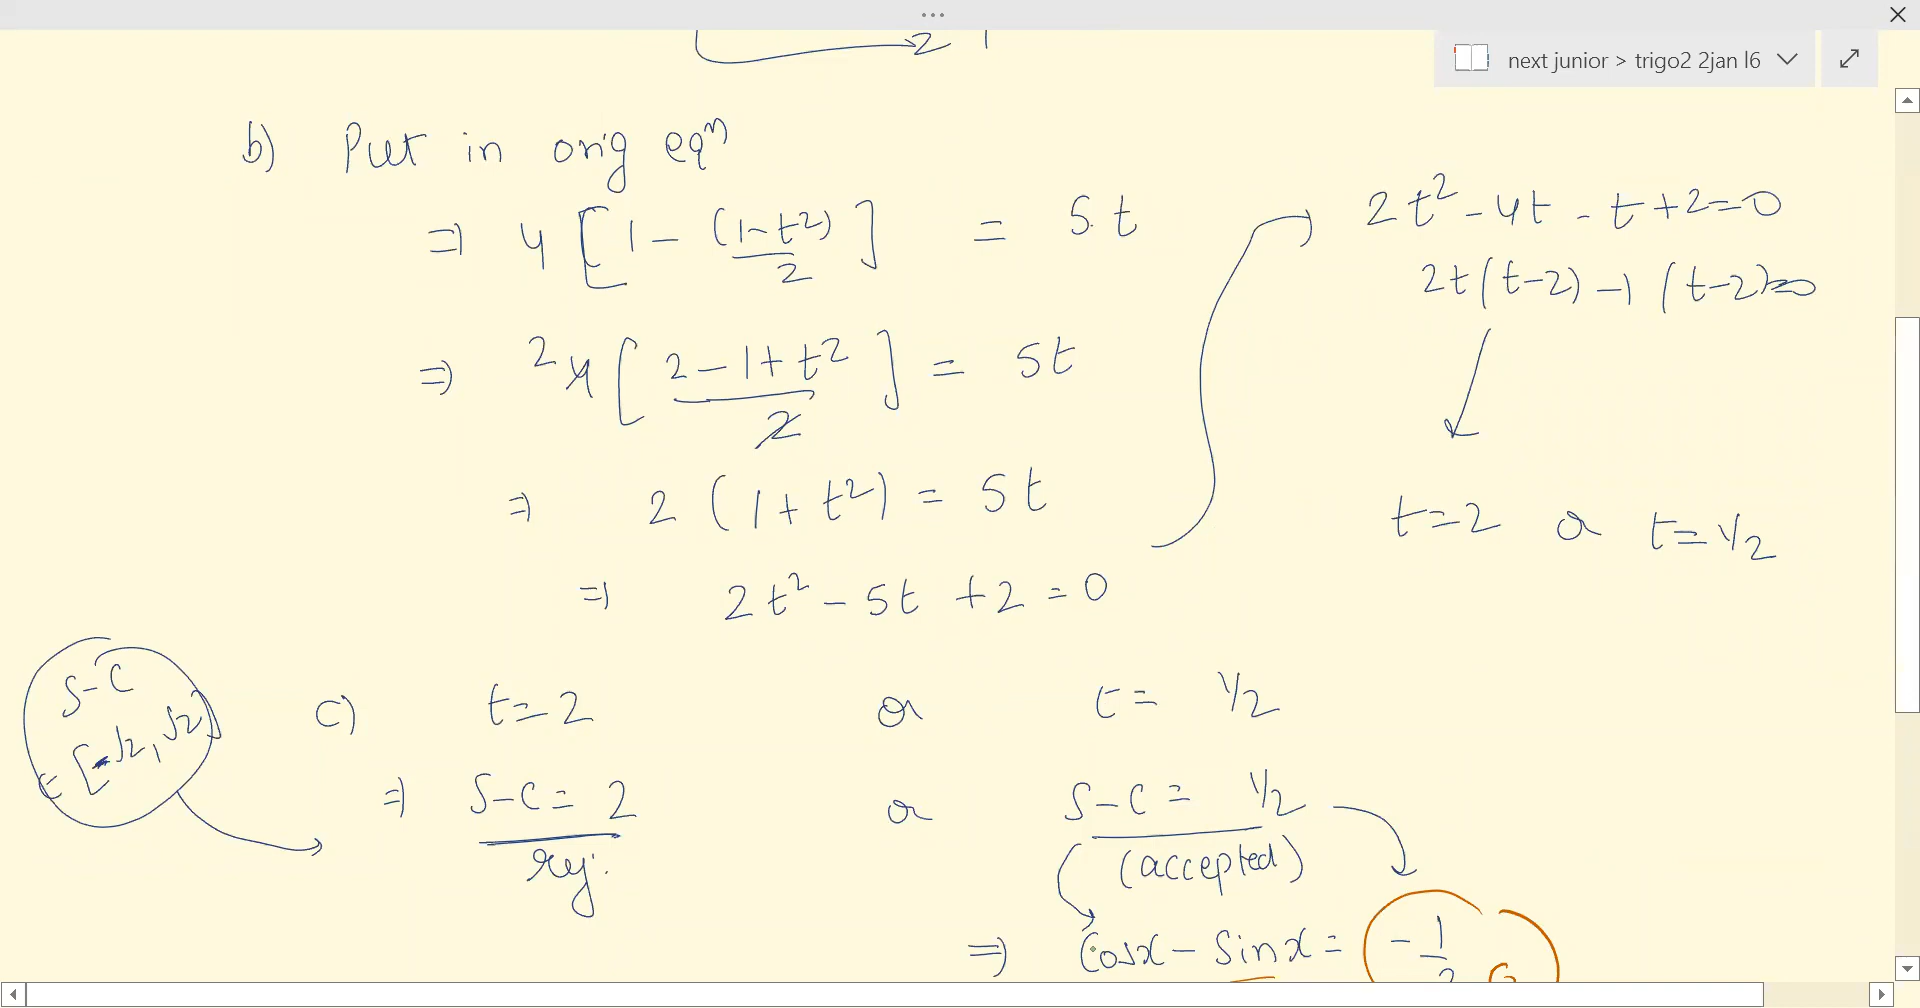 ...
next junior > trigo2 2jan l6
2
b) Put in orig eqⁿ
⇒ 4 [1 - (1-t²)/2] = 5t
⇒ ²4 [(2-1+t²)/2] = 5t
⇒ 2 (1+t²) = 5t
⇒ 2t² - 5t + 2 = 0
2t² - 4t - t + 2 = 0
2t(t-2) - 1(t-2) = 0
t=2 or t=1/2
S-C
∈ [-√2, √2]
c) t=2 or t= 1/2
⇒ S-C = 2 or S-C = 1/2
rej. (accepted)
⇒ Cosx - Sinx = -1/2